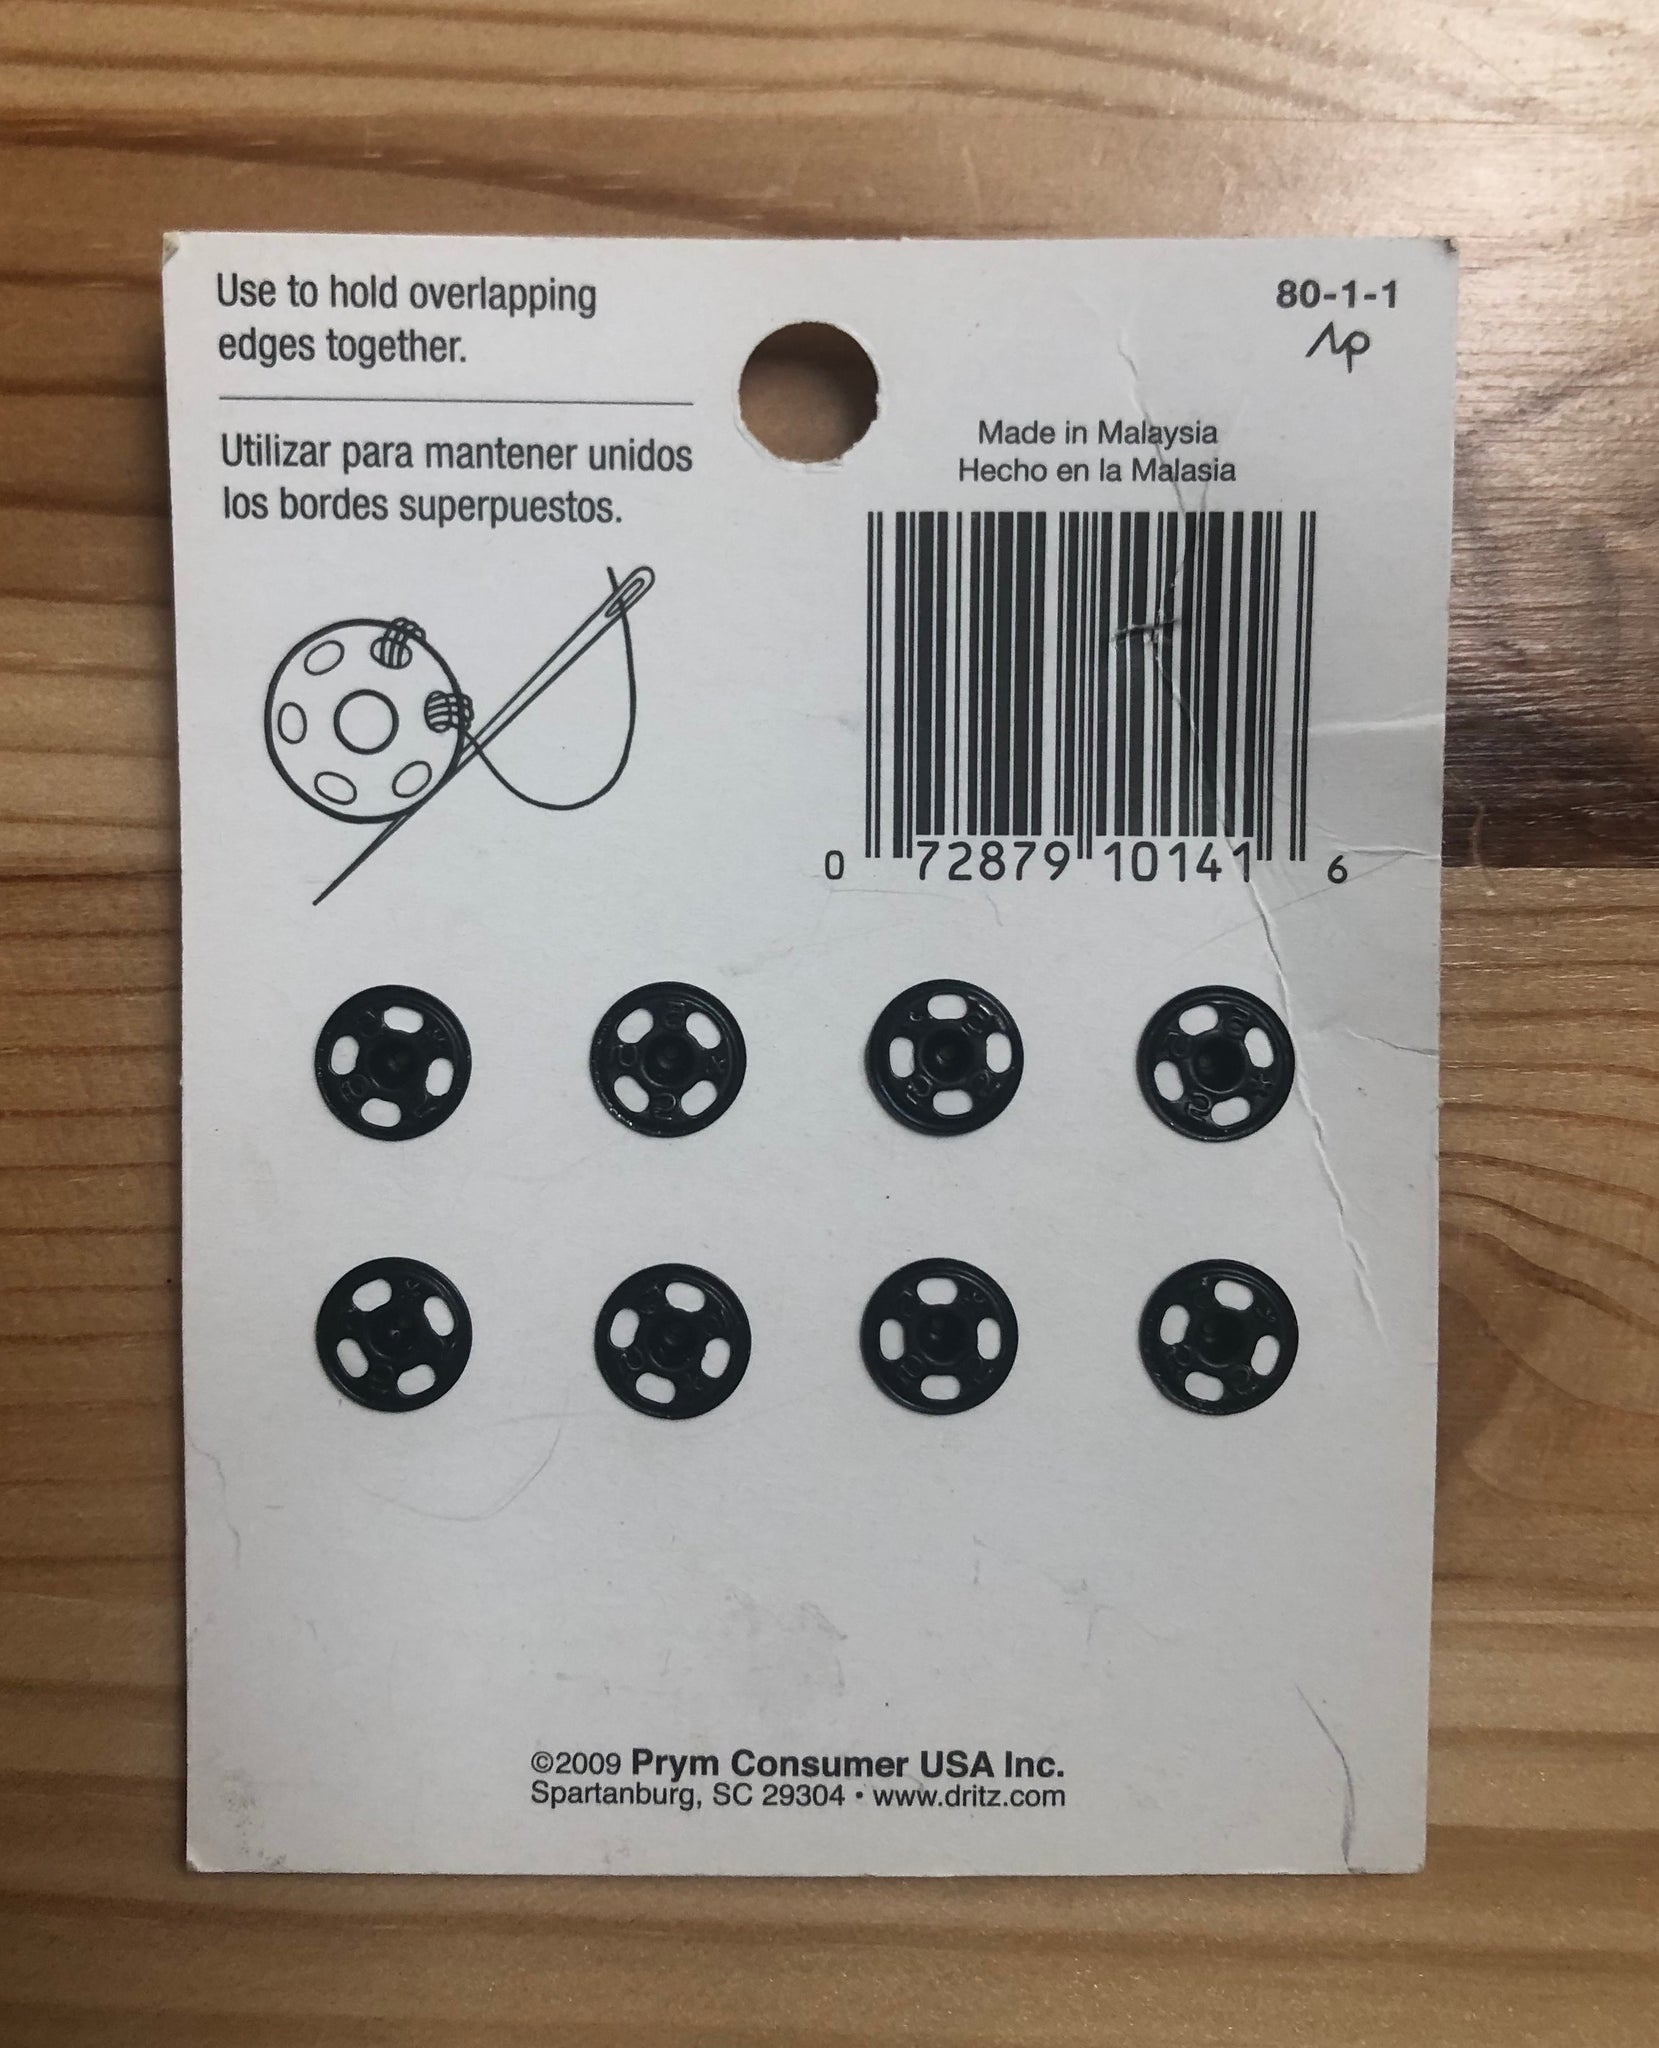 Use to hold overlapping
edges together.
Utilizar para mantener unidos
los bordes superpuestos.
80-1-1
Made in Malaysia
Hecho en la Malasia
0 72879 10141 6
©2009 Prym Consumer USA Inc.
Spartanburg, SC 29304 • www.dritz.com